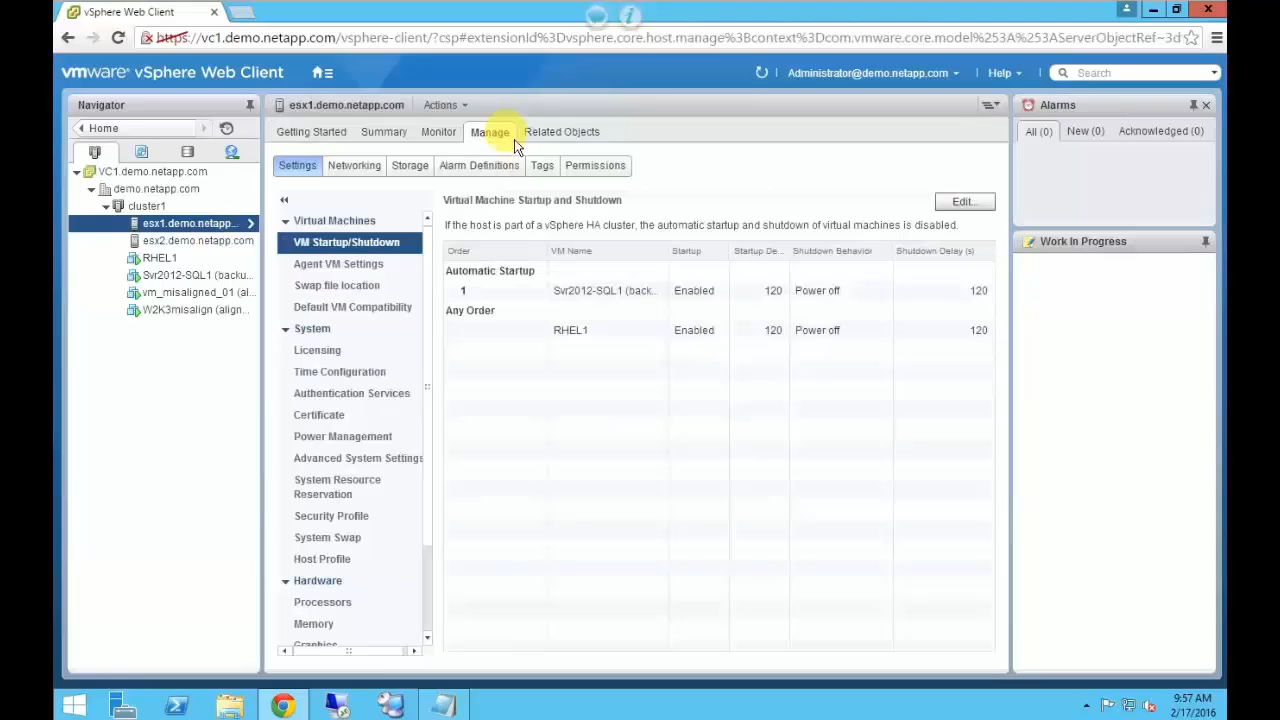 vSphere Web Client
https://vc1.demo.netapp.com/vsphere-client/?csp#extensionId%3Dvsphere.core.host.manage%3Bcontext%3Dcom.vmware.core.model%253A%253AServerObjectRef~3d
vmware vSphere Web Client
Administrator@demo.netapp.com
Help
Search
Navigator
Home
VC1.demo.netapp.com
demo.netapp.com
cluster1
esx1.demo.netapp...
esx2.demo.netapp.com
RHEL1
Svr2012-SQL1 (backu...
vm_misaligned_01 (al...
W2K3misalign (align...
esx1.demo.netapp.com
Actions
Getting Started Summary Monitor Manage Related Objects
Settings Networking Storage Alarm Definitions Tags Permissions
Virtual Machines
VM Startup/Shutdown
Agent VM Settings
Swap file location
Default VM Compatibility
System
Licensing
Time Configuration
Authentication Services
Certificate
Power Management
Advanced System Settings
System Resource
Reservation
Security Profile
System Swap
Host Profile
Hardware
Processors
Memory
Graphics
Virtual Machine Startup and Shutdown
Edit...
If the host is part of a vSphere HA cluster, the automatic startup and shutdown of virtual machines is disabled.
Order VM Name Startup Startup De... Shutdown Behavior Shutdown Delay (s)
Automatic Startup
1 Svr2012-SQL1 (back... Enabled 120 Power off 120
Any Order
RHEL1 Enabled 120 Power off 120
Alarms
All (0) New (0) Acknowledged (0)
Work In Progress
9:57 AM
2/17/2016